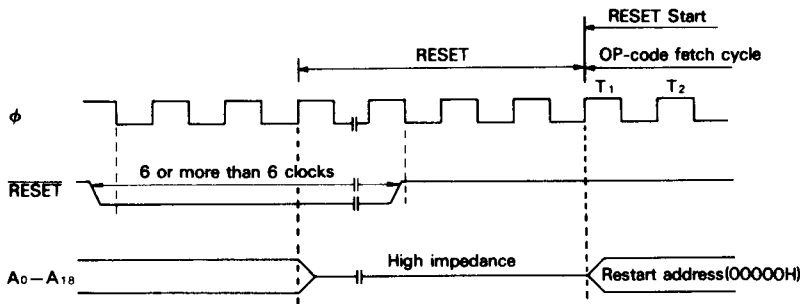 RESET Start
RESET
OP-code fetch cycle
T1 T2
φ
RESET
6 or more than 6 clocks
A0–A18
High impedance
Restart address(00000H)